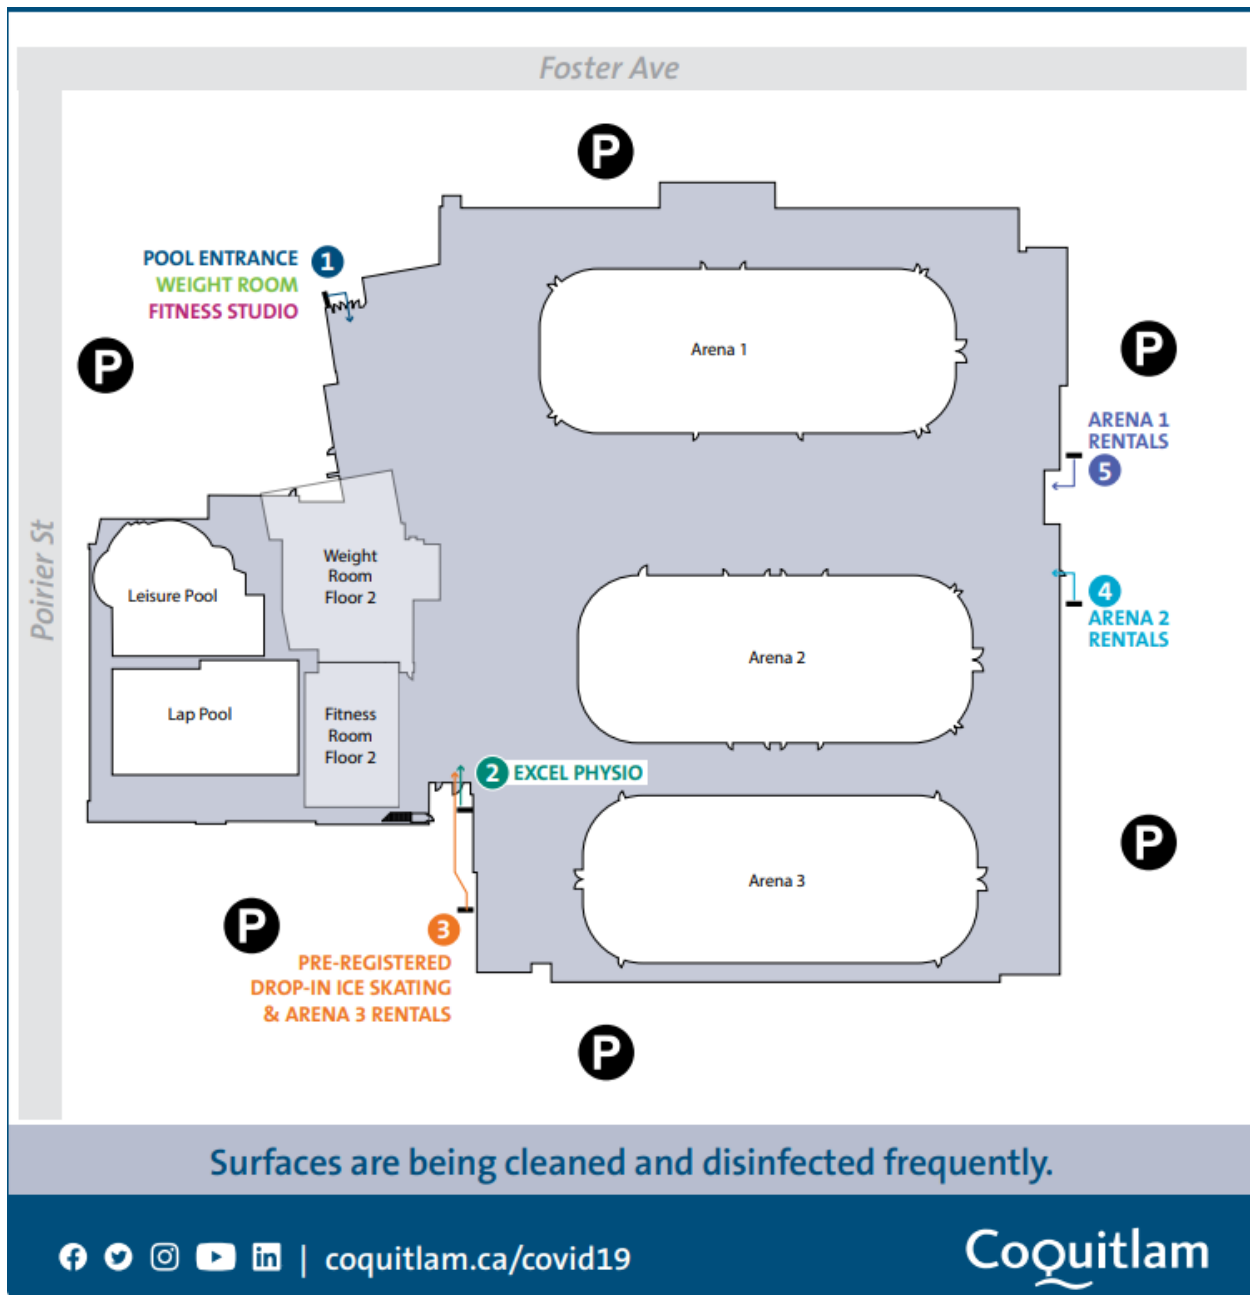 Foster Ave
P
POOL ENTRANCE 1
WEIGHT ROOM
FITNESS STUDIO
P
P
Arena 1
ARENA 1
RENTALS
5
Poirier St
Leisure Pool
Weight
Room
Floor 2
4
ARENA 2
RENTALS
Arena 2
Lap Pool
Fitness
Room
Floor 2
2 EXCEL PHYSIO
P
Arena 3
P
3
PRE-REGISTERED
DROP-IN ICE SKATING
& ARENA 3 RENTALS
P
Surfaces are being cleaned and disinfected frequently.
| coquitlam.ca/covid19
Coquitlam